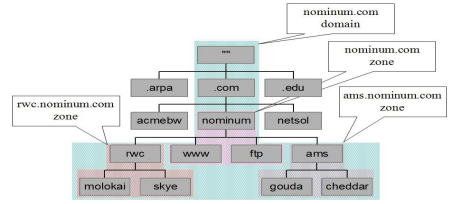 nominum.com
domain
""
nominum.com
zone
.arpa
.com
.edu
rwc.nominum.com
zone
ams.nominum.com
zone
acmebw
nominum
netsol
rwc
www
ftp
ams
molokai
skye
gouda
cheddar